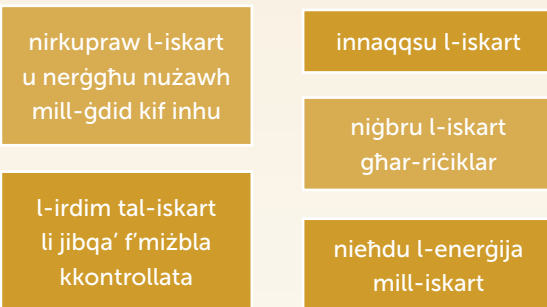 nirkupraw l-iskart
u nerġgħu nużawh
mill-ġdid kif inhu
l-irdim tal-iskart
li jibqa’ f’miżbla
kkontrollata
innaqqsu l-iskart
niġbru l-iskart
għar-riċiklar
nieħdu l-enerġija
mill-iskart